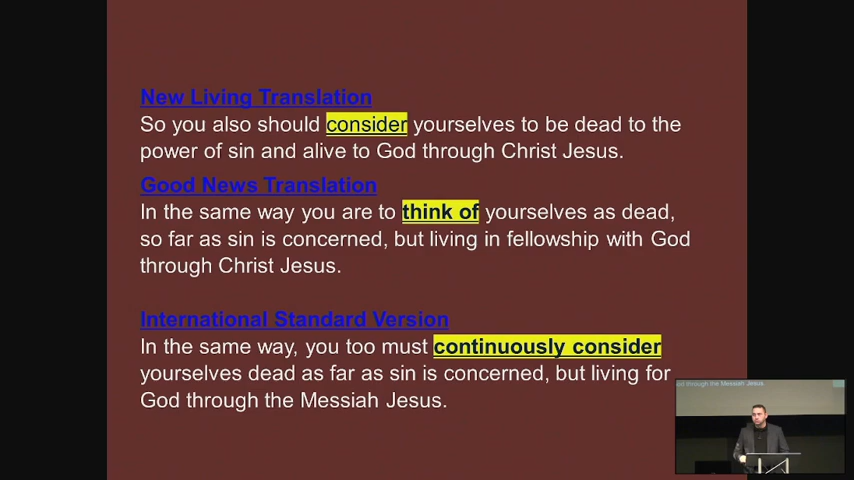 New Living Translation
So you also should consider yourselves to be dead to the
power of sin and alive to God through Christ Jesus.
Good News Translation
In the same way you are to think of yourselves as dead,
so far as sin is concerned, but living in fellowship with God
through Christ Jesus.
International Standard Version
In the same way, you too must continuously consider
yourselves dead as far as sin is concerned, but living for
God through the Messiah Jesus.
through the Messiah Jesus.